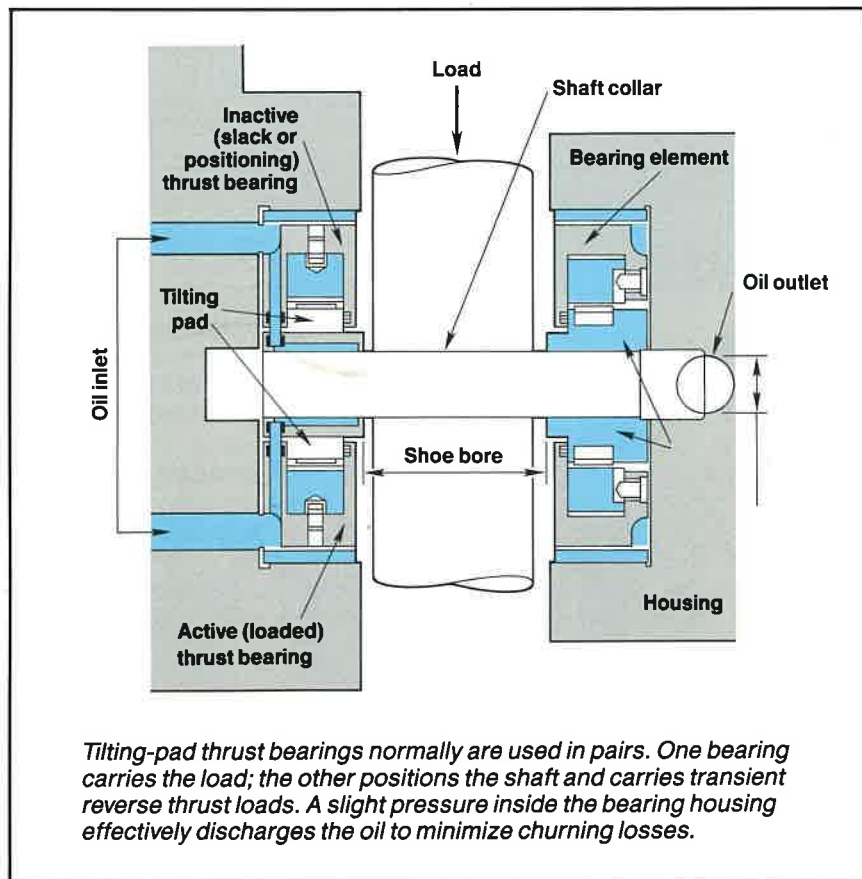 Load
Shaft collar
Inactive
(slack or
positioning)
thrust bearing
Bearing element
Oil outlet
Tilting
pad
Oil inlet
Shoe bore
Housing
Active (loaded)
thrust bearing
Tilting-pad thrust bearings normally are used in pairs. One bearing
carries the load; the other positions the shaft and carries transient
reverse thrust loads. A slight pressure inside the bearing housing
effectively discharges the oil to minimize churning losses.